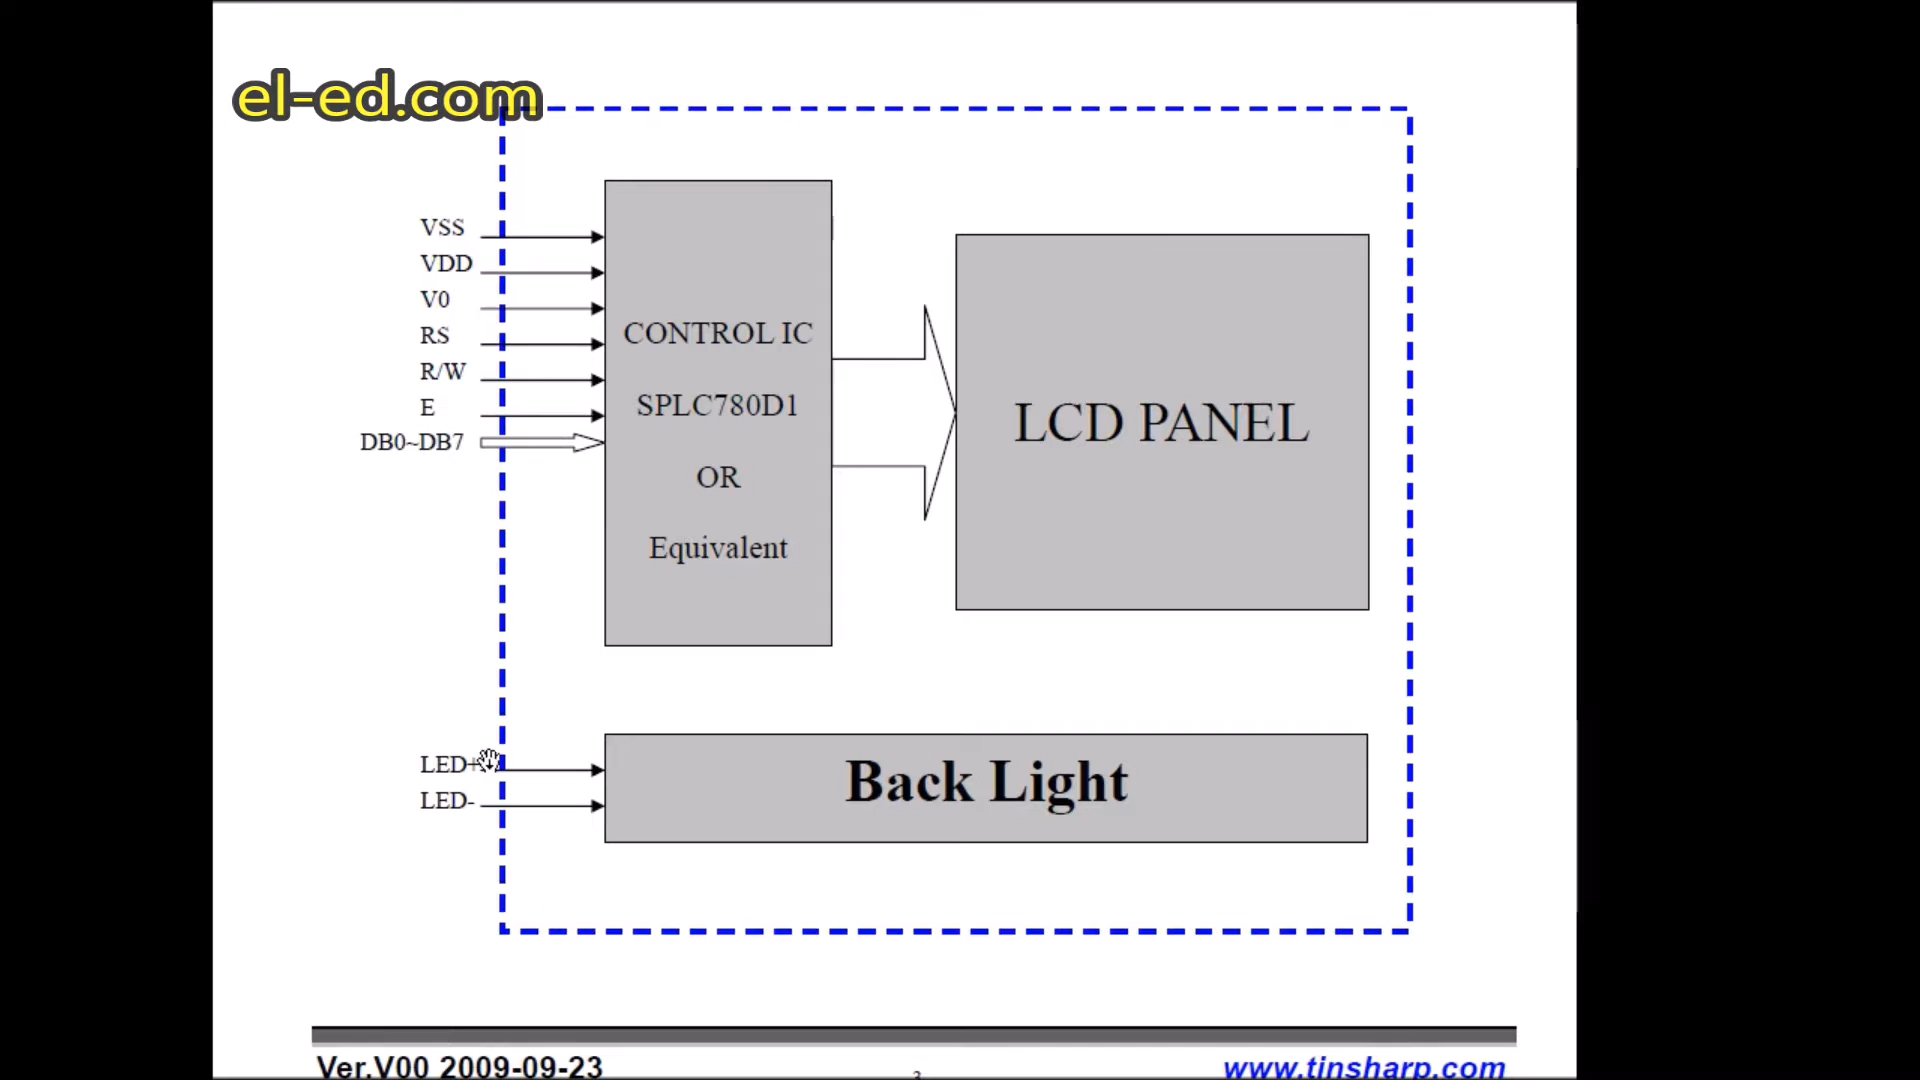 el-ed.com
VSS
VDD
V0
RS
R/W
E
DB0~DB7
CONTROL IC
SPLC780D1
OR
Equivalent
LCD PANEL
LED+
LED-
Back Light
Ver.V00 2009-09-23
3
www.tinsharp.com